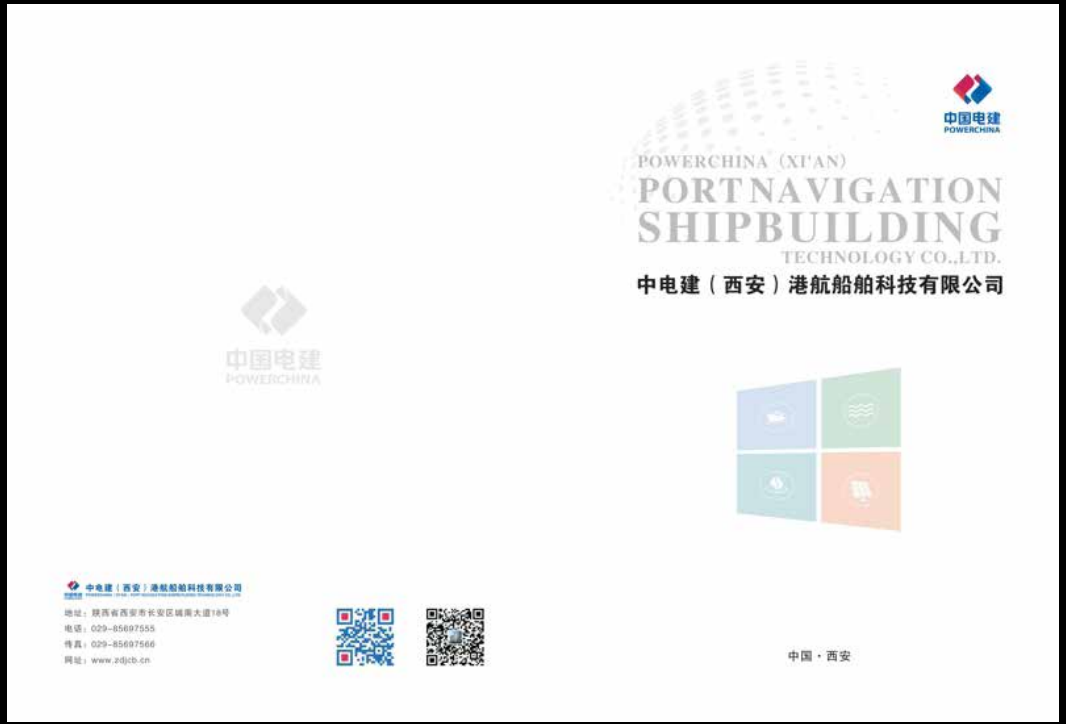 中国电建
POWERCHINA
中电建（西安）港航船舶科技有限公司
地址：陕西省西安市长安区城南大道18号
电话：029-85697555
传真：029-85697566
网址：www.zdjcb.cn
中国电建
POWERCHINA
POWERCHINA（XI'AN）
PORT NAVIGATION
SHIPBUILDING
TECHNOLOGY CO.,LTD.
中电建（西安）港航船舶科技有限公司
中国·西安